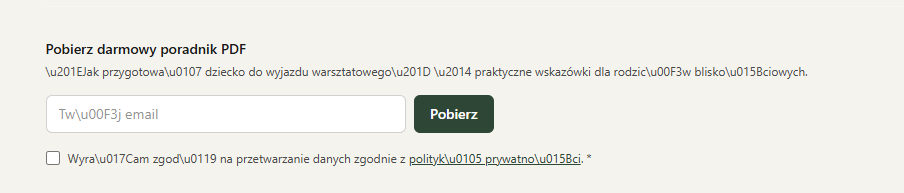 Pobierz darmowy poradnik PDF
\u201EJak przygotowa\u0107 dziecko do wyjazdu warsztatowego\u201D \u2014 praktyczne wskazówki dla rodzic\u00F3w blisko\u015Bciowych.
Tw\u00F3j email
Pobierz
Wyra\u017Cam zgod\u0119 na przetwarzanie danych zgodnie z polityk\u0105 prywatno\u015Bci. *